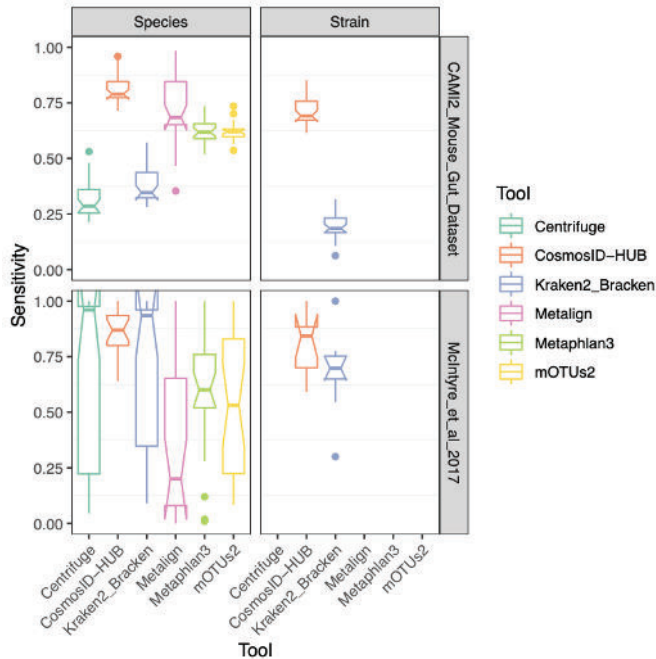 Species
Strain
1.00
0.75
0.50
0.25
0.00
CAMI2_Mouse_Gut_Dataset
1.00
0.75
0.50
0.25
0.00
McIntyre_et_al_2017
Sensitivity
Centrifuge
CosmosID-HUB
Kraken2_Bracken
Metalign
Metaphlan3
mOTUs2
Centrifuge
CosmosID-HUB
Kraken2_Bracken
Metalign
Metaphlan3
mOTUs2
Tool
Tool
Centrifuge
CosmosID-HUB
Kraken2_Bracken
Metalign
Metaphlan3
mOTUs2